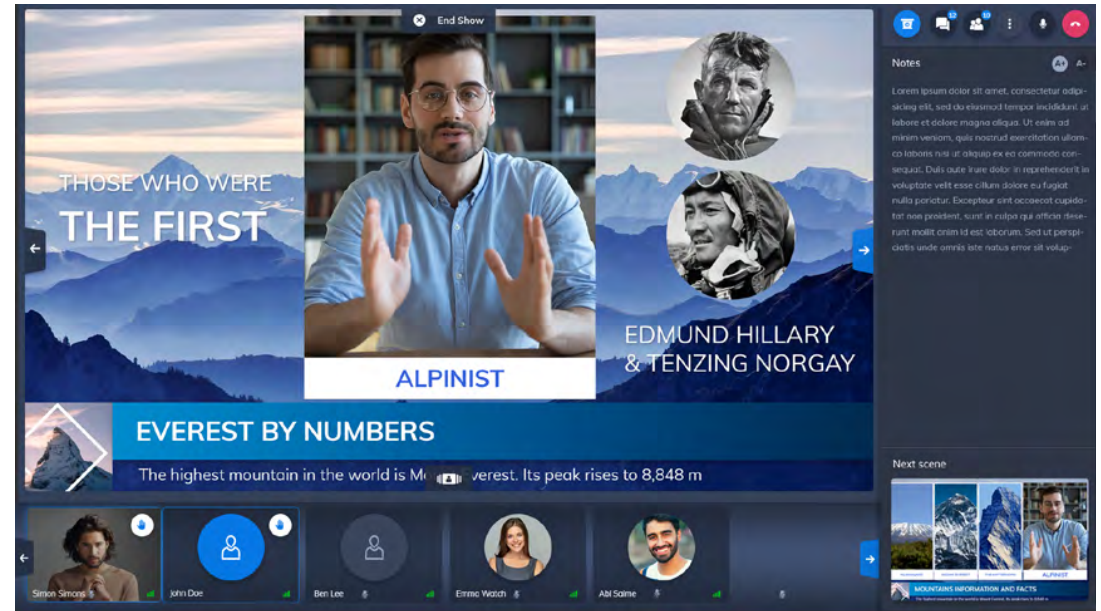 End Show
12
10
THOSE WHO WERE
THE FIRST
EDMUND HILLARY
& TENZING NORGAY
ALPINIST
EVEREST BY NUMBERS
The highest mountain in the world is M verest. Its peak rises to 8,848 m
Notes
A+ A-
Lorem ipsum dolor sit amet, consectetur adipi-
sicing elit, sed do eiusmod tempor incididunt ut
labore et dolore magna aliqua. Ut enim ad
minim veniam, quis nostrud exercitation ullam-
co laboris nisi ut aliquip ex ea commodo con-
sequat. Duis aute irure dolor in reprehenderit in
voluptate velit esse cillum dolore eu fugiat
nulla pariatur. Excepteur sint occaecat cupida-
tat non proident, sunt in culpa qui officia dese-
runt mollit anim id est laborum. Sed ut perspi-
ciatis unde omnis iste natus error sit volup-
Next scene
ALPINIST
MOUNTAINS INFORMATION AND FACTS
Simon Simons
John Doe
Ben Lee
Emma Watch
Abi Saime